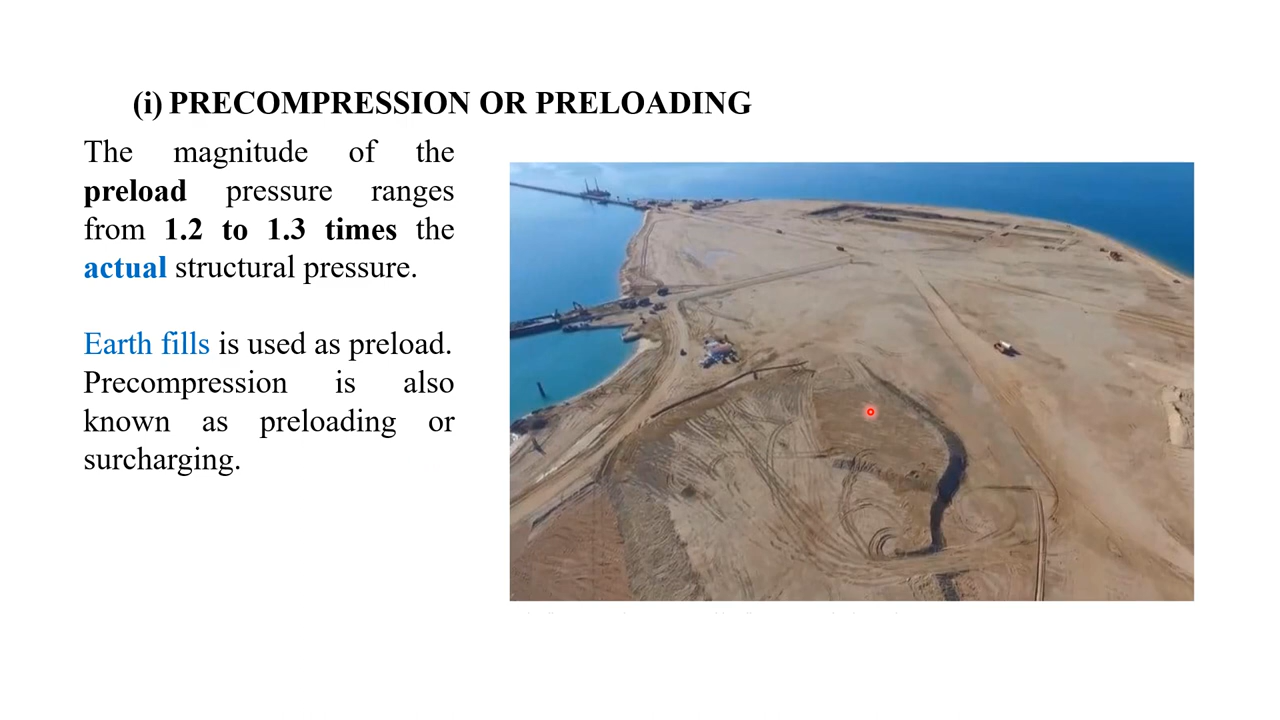 (i) PRECOMPRESSION OR PRELOADING
The magnitude of the
preload pressure ranges
from 1.2 to 1.3 times the
actual structural pressure.
Earth fills is used as preload.
Precompression is also
known as preloading or
surcharging.